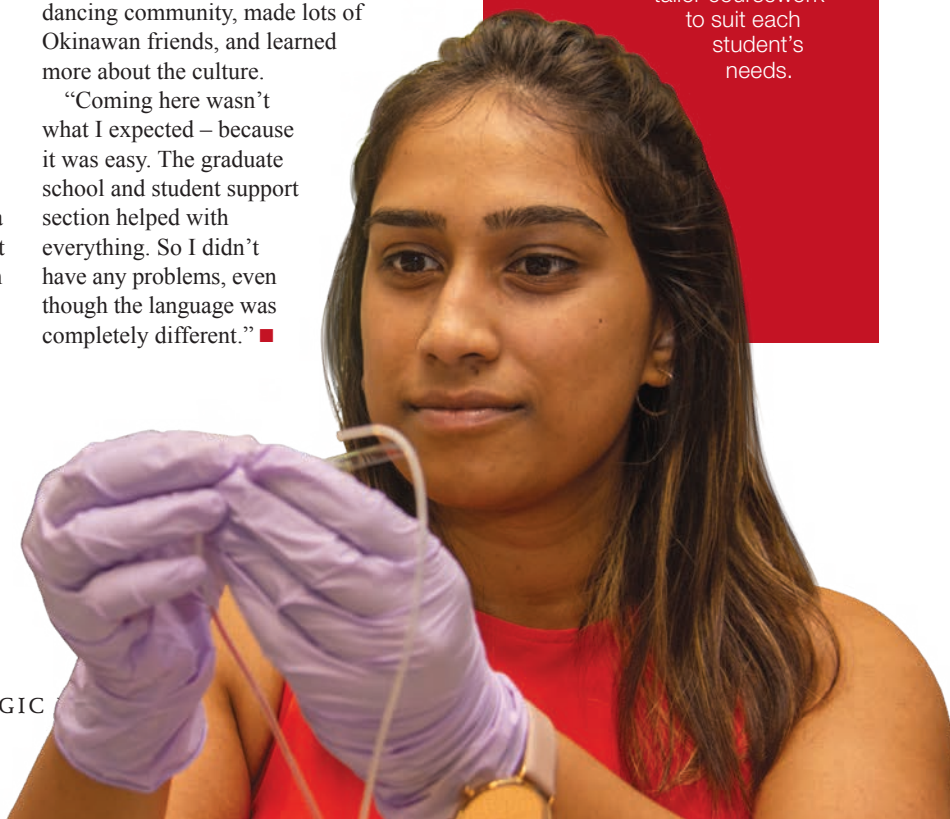 dancing community, made lots of
Okinawan friends, and learned
more about the culture.
“Coming here wasn’t
what I expected – because
it was easy. The graduate
school and student support
section helped with
everything. So I didn’t
have any problems, even
though the language was
completely different.” ■
to suit each
student’s
needs.